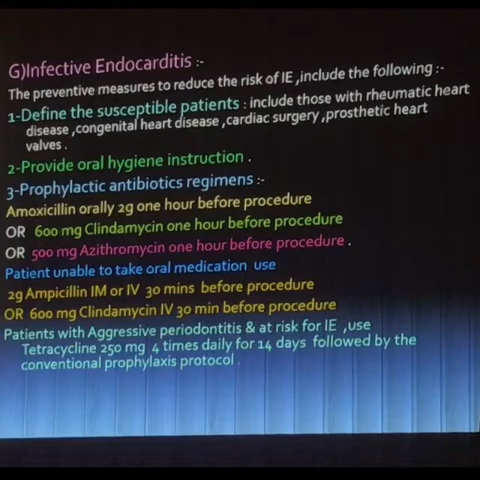 G)Infective Endocarditis :-
The preventive measures to reduce the risk of IE ,include the following :-
1-Define the susceptible patients : include those with rheumatic heart
disease ,congenital heart disease ,cardiac surgery ,prosthetic heart
valves .
2-Provide oral hygiene instruction .
3-Prophylactic antibiotics regimens :-
Amoxicillin orally 2g one hour before procedure
OR 600 mg Clindamycin one hour before procedure
OR 500 mg Azithromycin one hour before procedure .
Patient unable to take oral medication use
2g Ampicillin IM or IV 30 mins before procedure
OR 600 mg Clindamycin IV 30 min before procedure
Patients with Aggressive periodontitis & at risk for IE ,use
Tetracycline 250 mg 4 times daily for 14 days followed by the
conventional prophylaxis protocol .